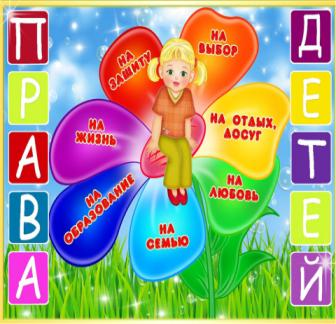 ПРАВА
ДЕТЕЙ
НА
ЗАЩИТУ
НА
ВЫБОР
НА ОТДЫХ,
ДОСУГ
НА
ЛЮБОВЬ
НА
СЕМЬЮ
НА
ОБРАЗОВАНИЕ
НА
ЖИЗНЬ